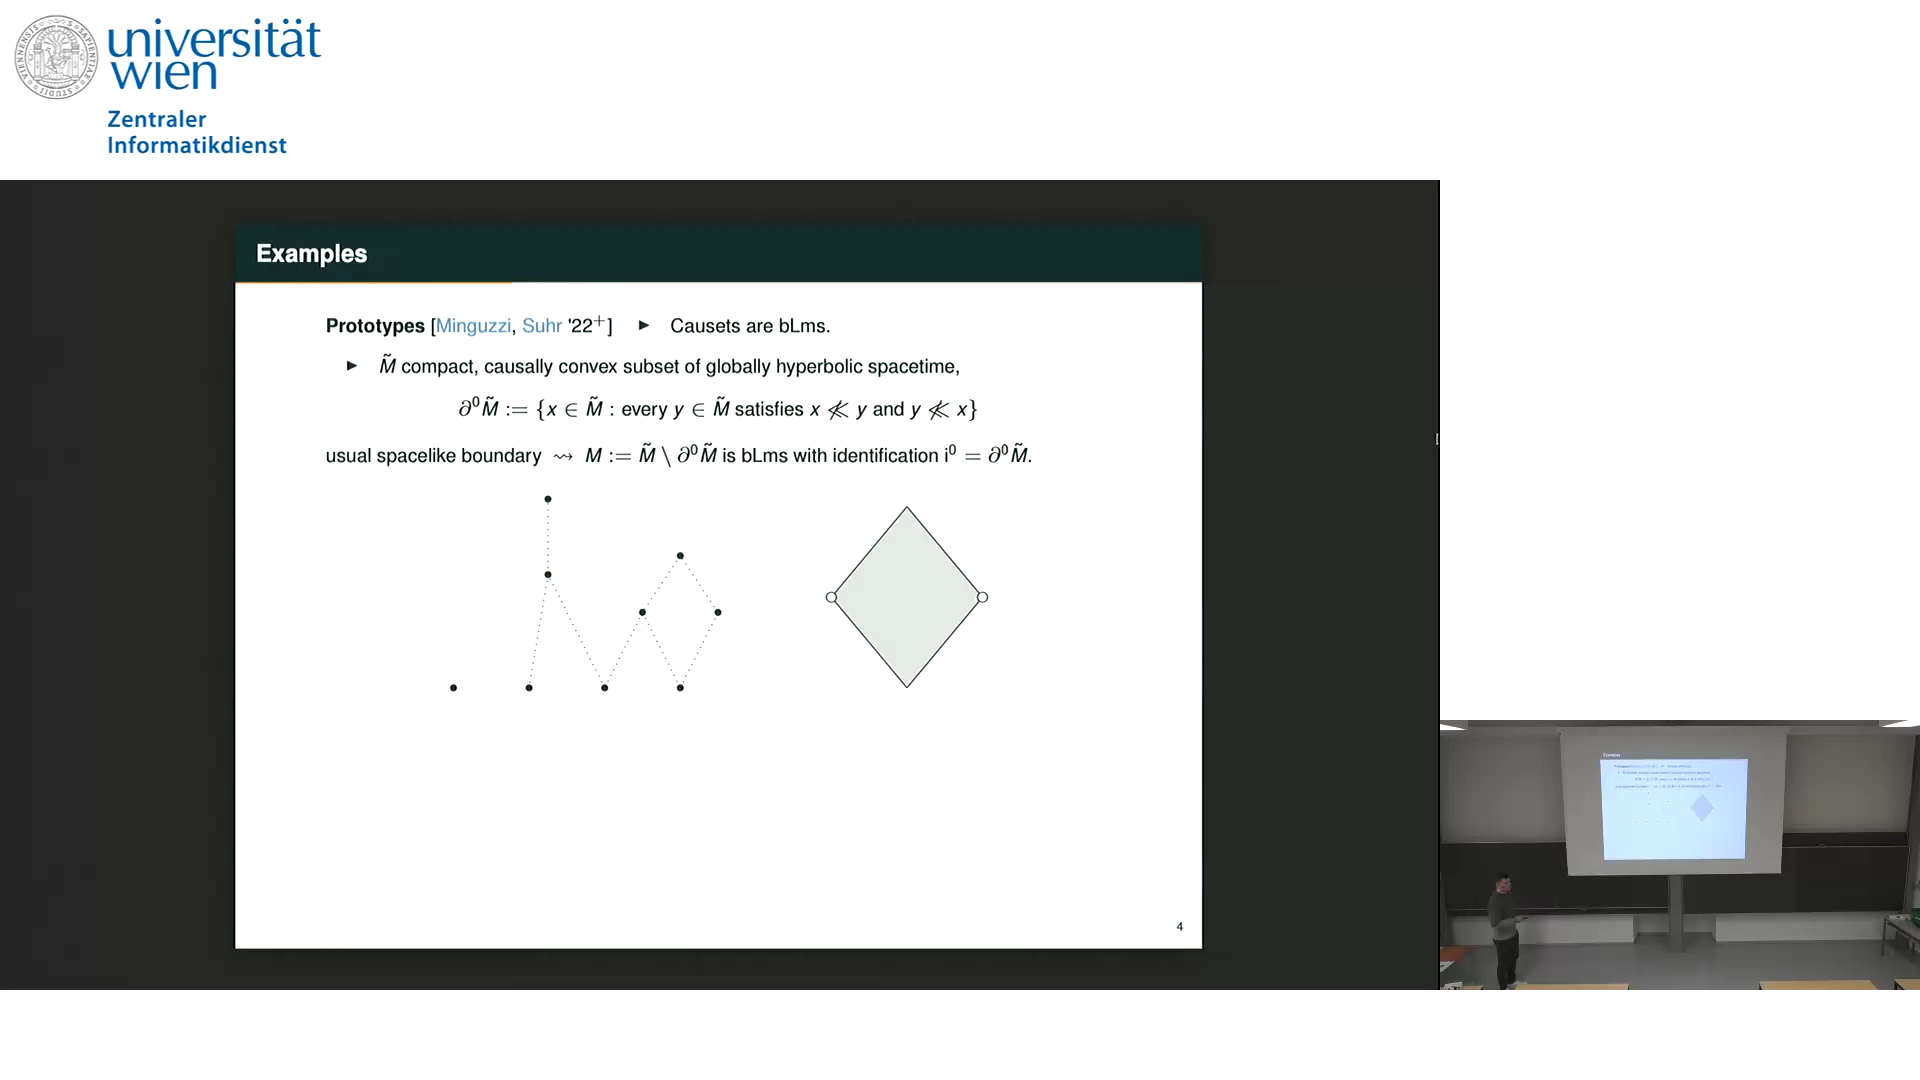 universität
wien
Zentraler
Informatikdienst
Examples
Prototypes [Minguzzi, Suhr '22⁺] ► Causets are bLms.
► M̃ compact, causally convex subset of globally hyperbolic spacetime,
∂⁰M̃ := {x ∈ M̃ : every y ∈ M̃ satisfies x ≪̸ y and y ≪̸ x}
usual spacelike boundary ⇝ M := M̃ \ ∂⁰M̃ is bLms with identification i⁰ = ∂⁰M̃.
4
Examples